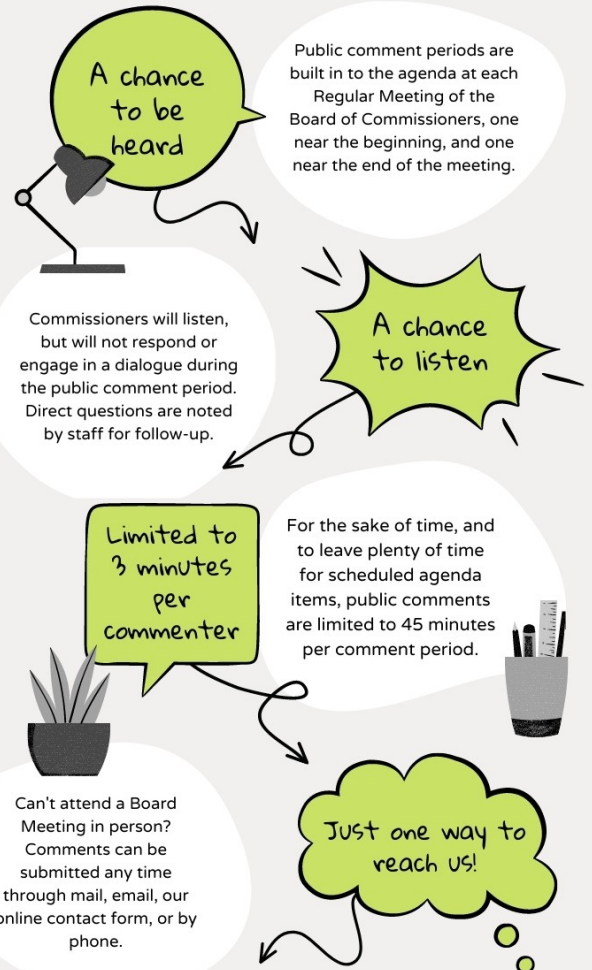 A chance
to be
heard
Public comment periods are
built in to the agenda at each
Regular Meeting of the
Board of Commissioners, one
near the beginning, and one
near the end of the meeting.
A chance
to listen
Commissioners will listen,
but will not respond or
engage in a dialogue during
the public comment period.
Direct questions are noted
by staff for follow-up.
Limited to
3 minutes
per
commenter
For the sake of time, and
to leave plenty of time
for scheduled agenda
items, public comments
are limited to 45 minutes
per comment period.
Just one way to
reach us!
Can't attend a Board
Meeting in person?
Comments can be
submitted any time
through mail, email, our
online contact form, or by
phone.